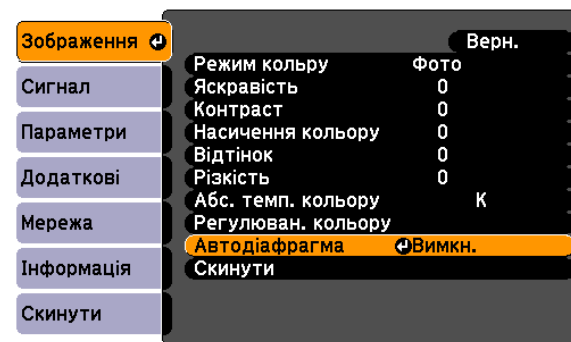 Зображення
Сигнал
Параметри
Додаткові
Мережа
Інформація
Скинути
Верн.
Режим кольру Фото
Яскравість 0
Контраст 0
Насичення кольору 0
Відтінок 0
Різкість 0
Абс. темп. кольору К
Регулюван. кольору
Автодіафрагма Вимкн.
Скинути